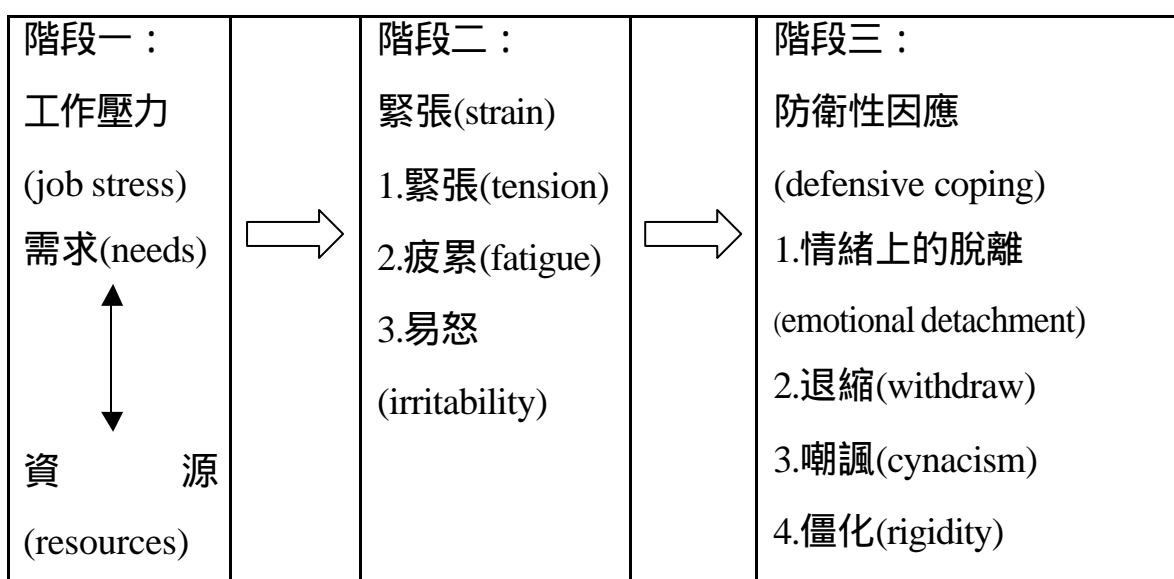 階段一：
工作壓力
(job stress)
需求(needs)
資 源
(resources)
階段二：
緊張(strain)
1.緊張(tension)
2.疲累(fatigue)
3.易怒
(irritability)
階段三：
防衛性因應
(defensive coping)
1.情緒上的脫離
(emotional detachment)
2.退縮(withdraw)
3.嘲諷(cynacism)
4.僵化(rigidity)